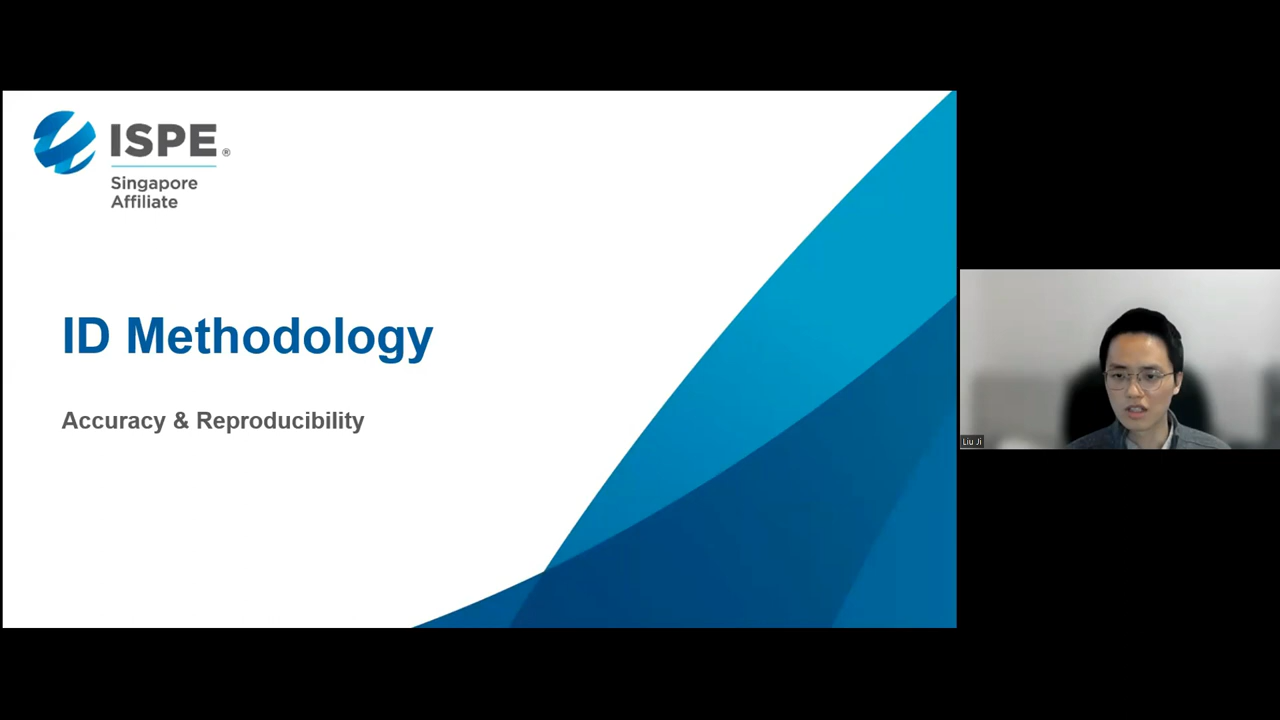 ISPE®
Singapore
Affiliate
ID Methodology
Accuracy & Reproducibility
Liu Ji